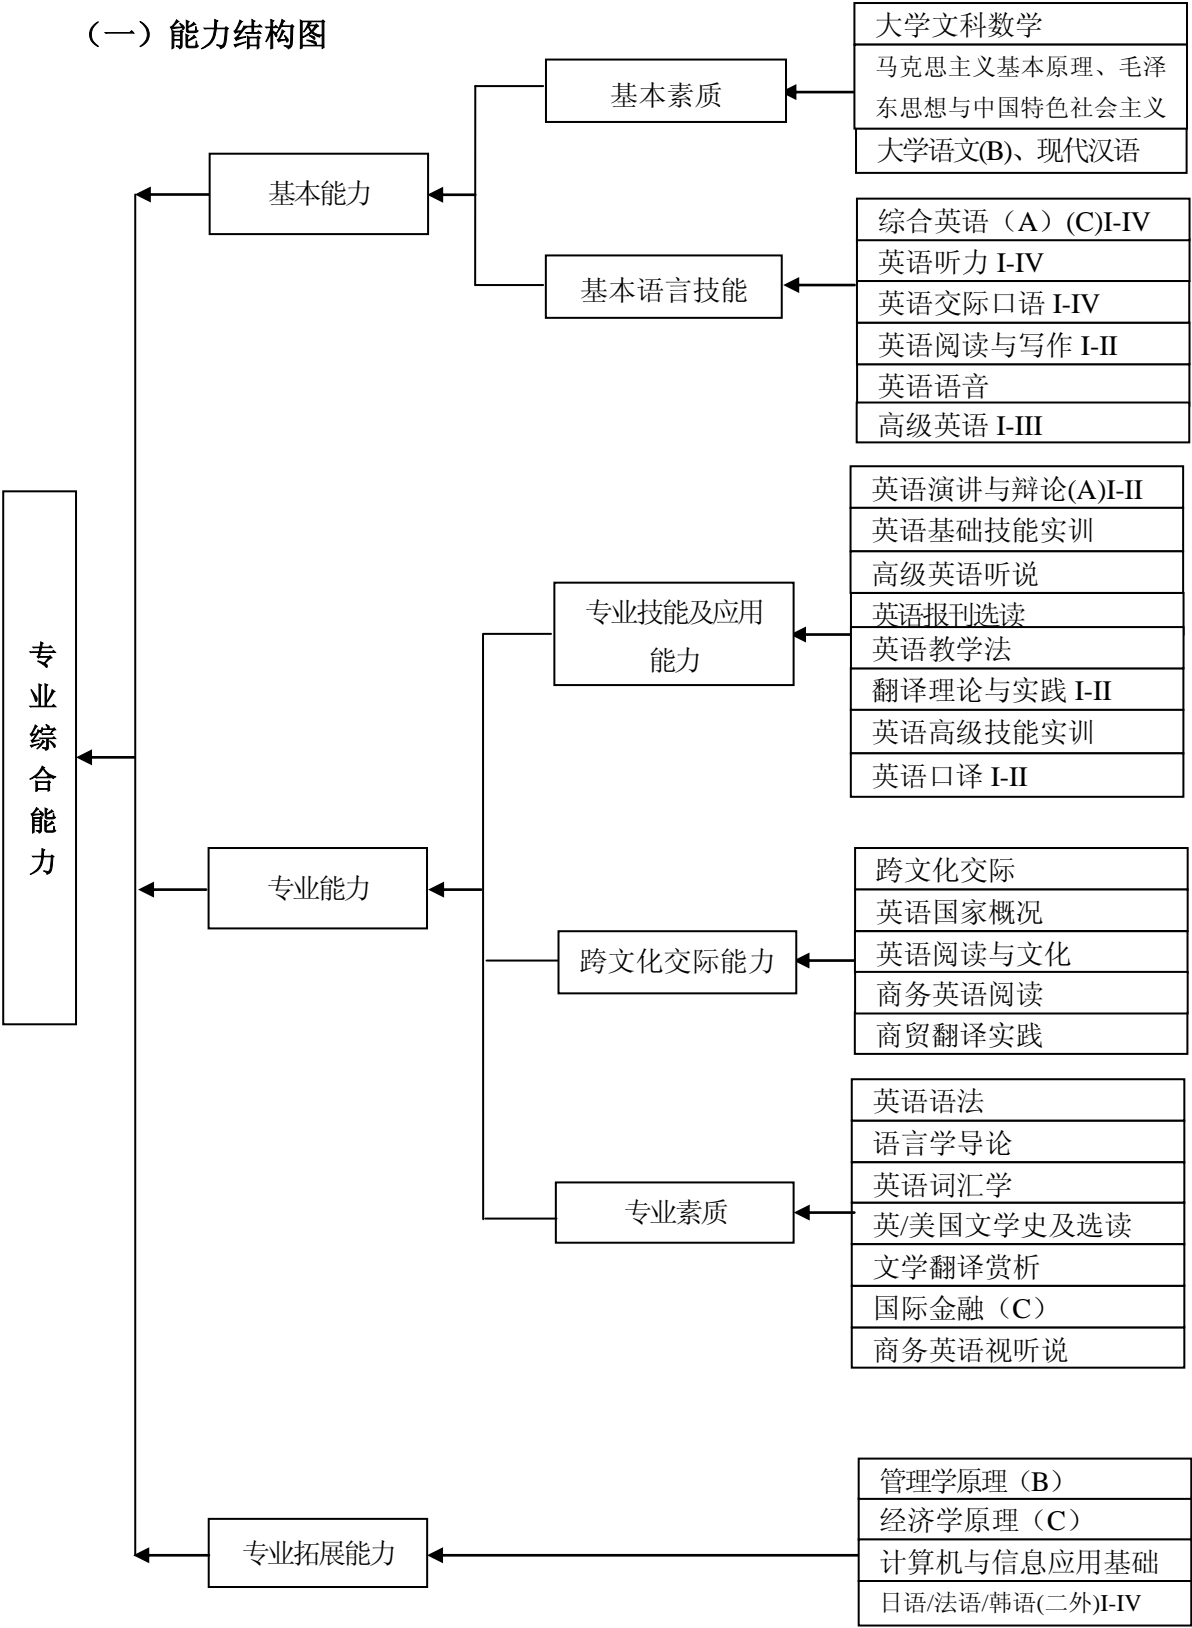 （一）能力结构图
大学文科数学
马克思主义基本原理、毛泽
东思想与中国特色社会主义
大学语文(B)、现代汉语
基本素质
基本能力
综合英语（A）(C)I-IV
英语听力 I-IV
英语交际口语 I-IV
英语阅读与写作 I-II
英语语音
高级英语 I-III
基本语言技能
英语演讲与辩论(A)I-II
英语基础技能实训
高级英语听说
英语报刊选读
英语教学法
翻译理论与实践 I-II
英语高级技能实训
英语口译 I-II
专业技能及应用
能力
专
业
综
合
能
力
专业能力
跨文化交际
英语国家概况
英语阅读与文化
商务英语阅读
商贸翻译实践
跨文化交际能力
英语语法
语言学导论
英语词汇学
英/美国文学史及选读
文学翻译赏析
国际金融（C）
商务英语视听说
专业素质
管理学原理（B）
经济学原理（C）
计算机与信息应用基础
日语/法语/韩语(二外)I-IV
专业拓展能力